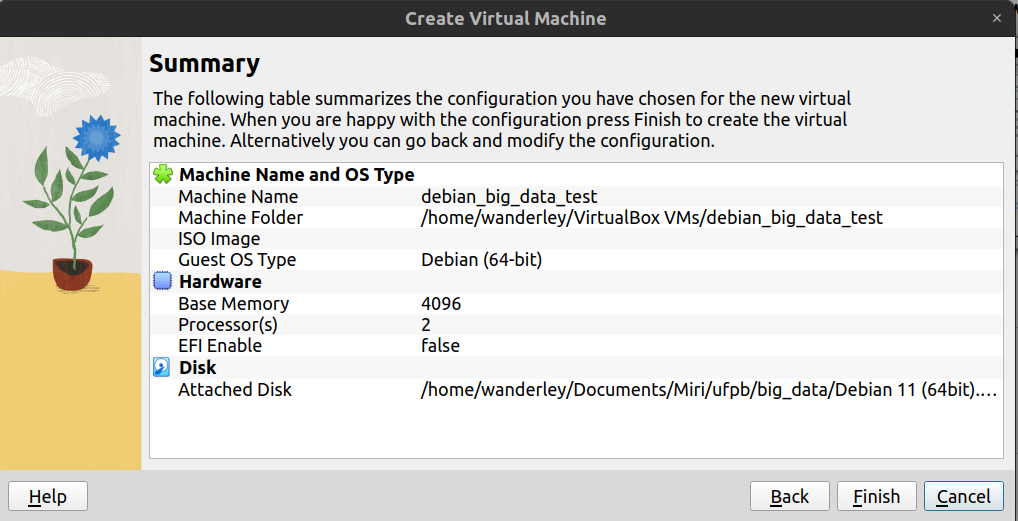 Create Virtual Machine
Summary
The following table summarizes the configuration you have chosen for the new virtual
machine. When you are happy with the configuration press Finish to create the virtual
machine. Alternatively you can go back and modify the configuration.
Machine Name and OS Type
Machine Name debian_big_data_test
Machine Folder /home/wanderley/VirtualBox VMs/debian_big_data_test
ISO Image
Guest OS Type Debian (64-bit)
Hardware
Base Memory 4096
Processor(s) 2
EFI Enable false
Disk
Attached Disk /home/wanderley/Documents/Miri/ufpb/big_data/Debian 11 (64bit)....
Help Back Finish Cancel